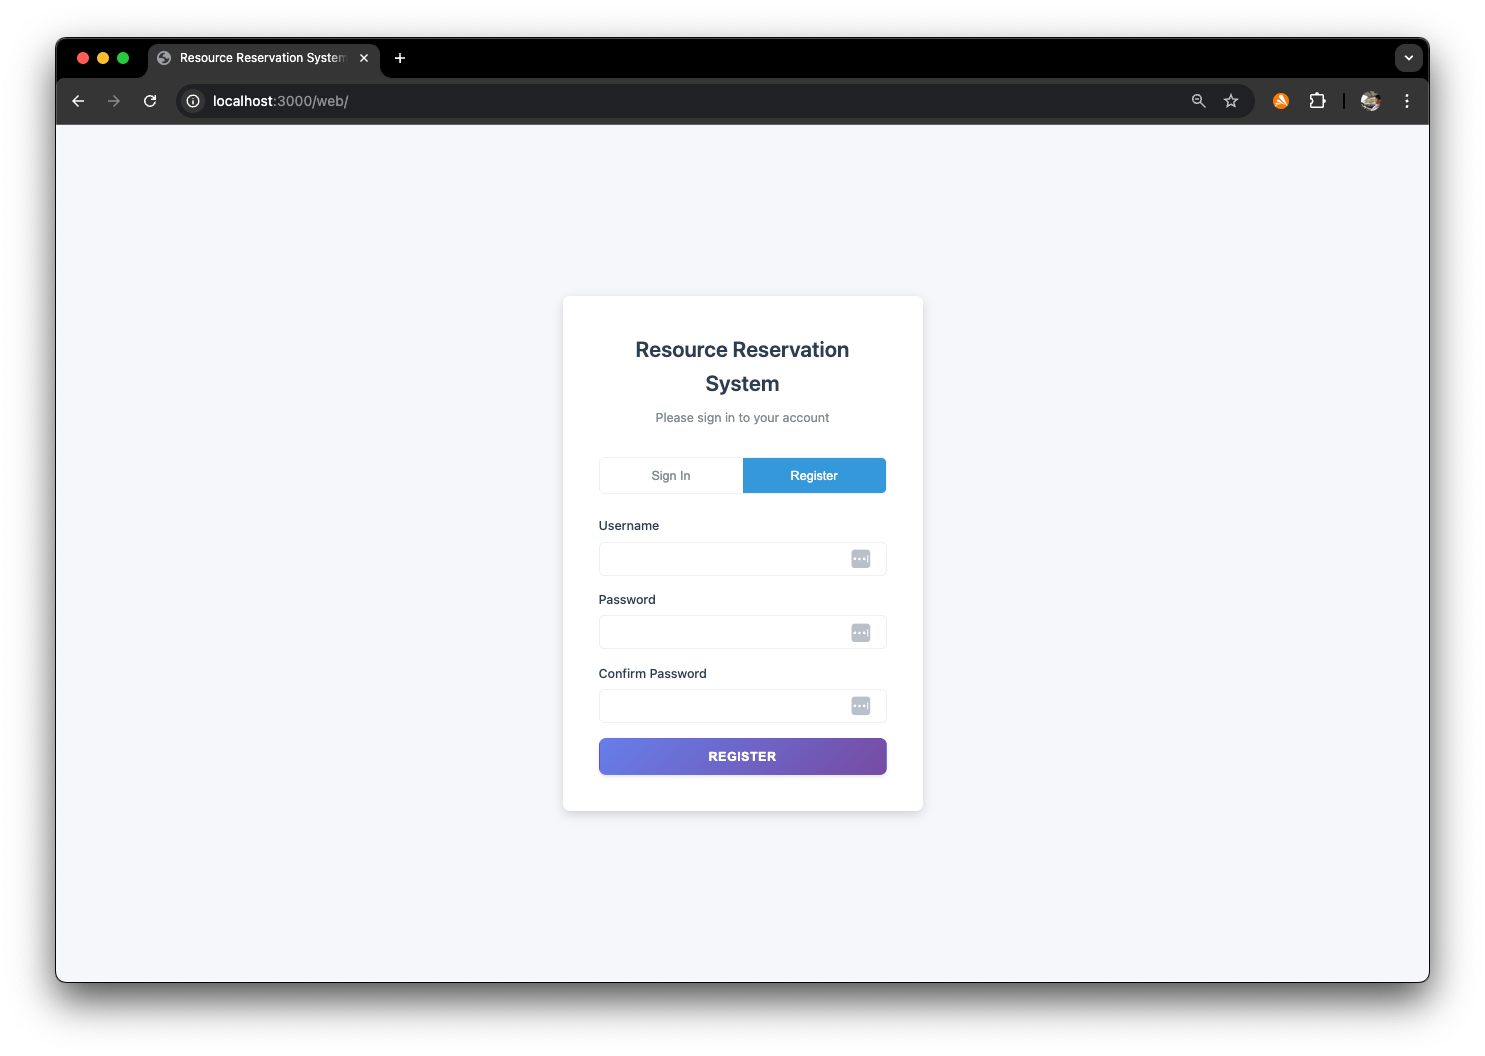 Resource Reservation System
localhost:3000/web/
Resource Reservation
System
Please sign in to your account
Sign In
Register
Username
Password
Confirm Password
REGISTER